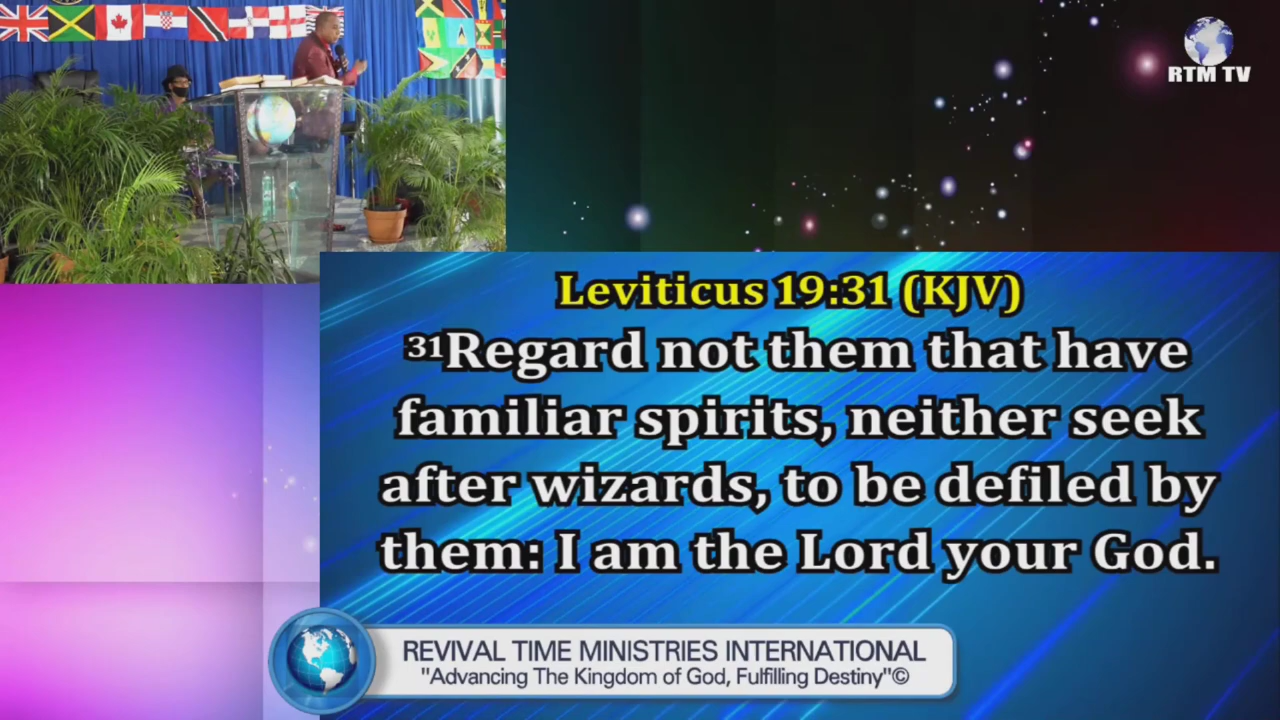 RTM TV
Leviticus 19:31 (KJV)
31Regard not them that have
familiar spirits, neither seek
after wizards, to be defiled by
them: I am the Lord your God.
REVIVAL TIME MINISTRIES INTERNATIONAL
"Advancing The Kingdom of God, Fulfilling Destiny"©